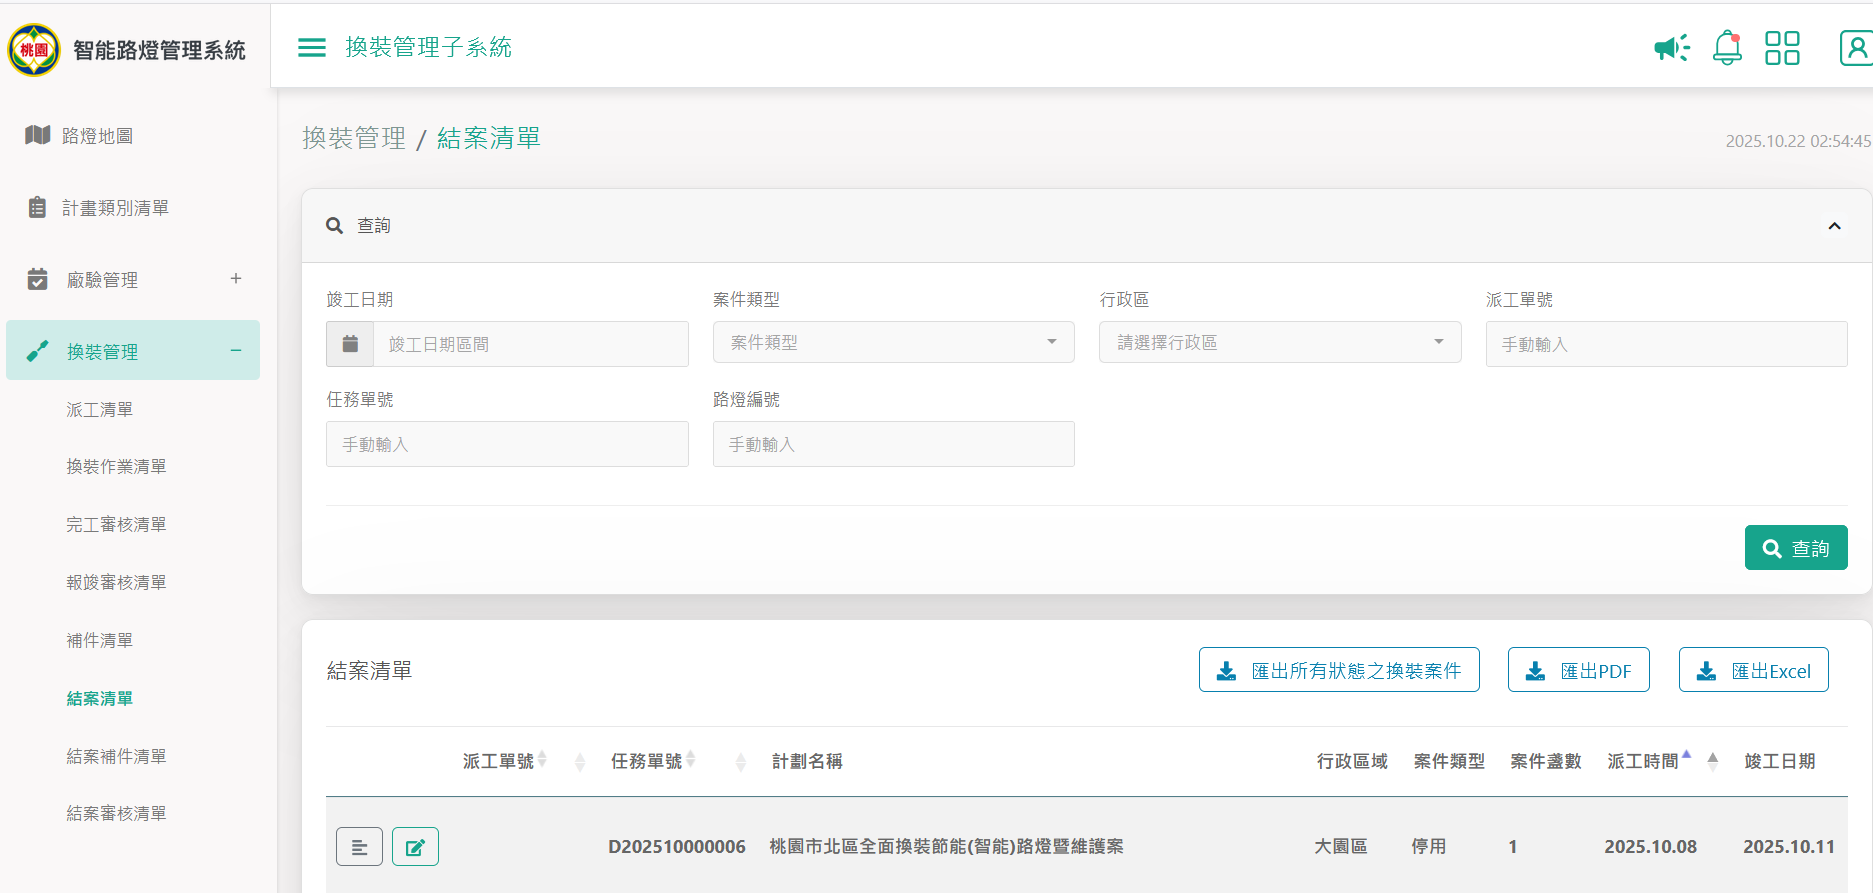 桃園
智能路燈管理系統
換裝管理子系統
路燈地圖
計畫類別清單
廠驗管理 +
換裝管理 −
派工清單
換裝作業清單
完工審核清單
報竣審核清單
補件清單
結案清單
結案補件清單
結案審核清單
換裝管理 / 結案清單
2025.10.22 02:54:45
查詢
竣工日期 案件類型 行政區 派工單號
竣工日期區間 案件類型 請選擇行政區 手動輸入
任務單號 路燈編號
手動輸入 手動輸入
查詢
結案清單 匯出所有狀態之換裝案件 匯出PDF 匯出Excel
派工單號 任務單號 計劃名稱 行政區域 案件類型 案件盞數 派工時間 竣工日期
D202510000006 桃園市北區全面換裝節能(智能)路燈暨維護案 大園區 停用 1 2025.10.08 2025.10.11